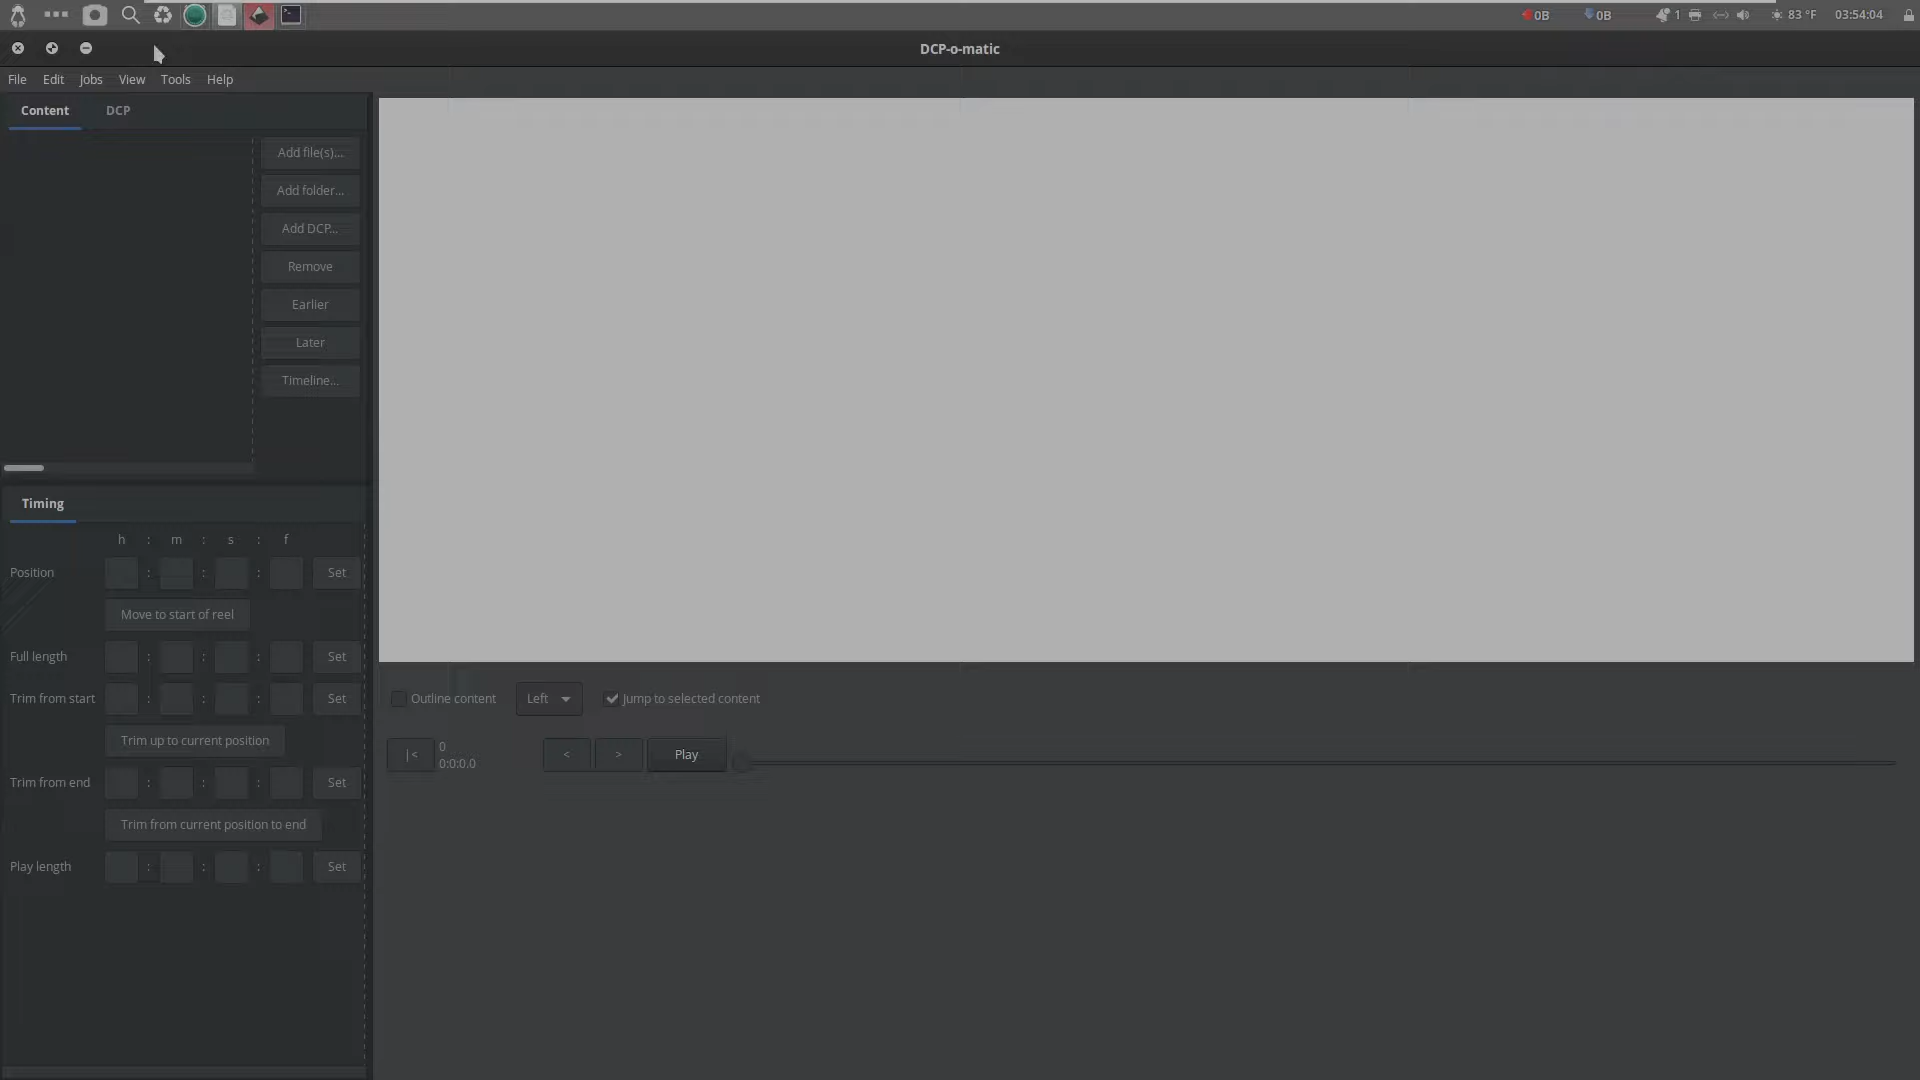 0B 0B 1 83 °F 03:54:04
DCP-o-matic
File Edit Jobs View Tools Help
Content DCP
Add file(s)...
Add folder...
Add DCP...
Remove
Earlier
Later
Timeline...
Timing
h : m : s : f
Position : : : Set
Move to start of reel
Full length : : : Set
Trim from start : : : Set
Trim up to current position
Trim from end : : : Set
Trim from current position to end
Play length : : : Set
Outline content Left Jump to selected content
|< 0
0:0:0.0
< > Play